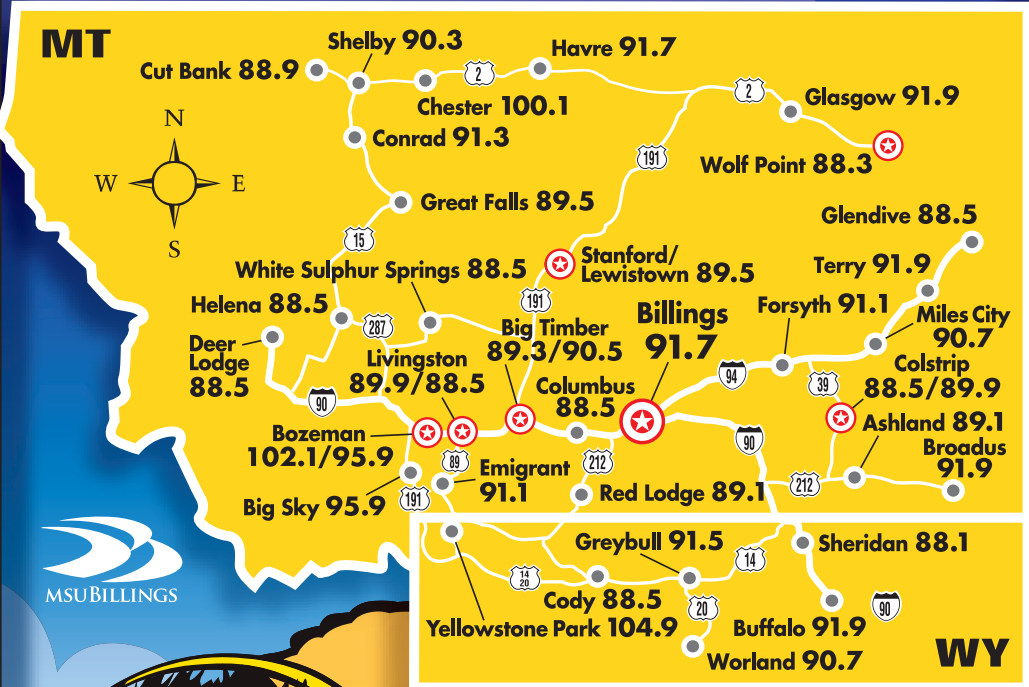 MT
Shelby 90.3
Havre 91.7
Cut Bank 88.9
2
2
Chester 100.1
Glasgow 91.9
N
W E
S
Conrad 91.3
191
Wolf Point 88.3
Great Falls 89.5
Glendive 88.5
15
White Sulphur Springs 88.5
Stanford/
Lewistown 89.5
Terry 91.9
Helena 88.5
191
Billings
91.7
Forsyth 91.1
Miles City
90.7
287
Big Timber
89.3/90.5
Deer
Lodge
88.5
Livingston
89.9/88.5
94
39
Colstrip
88.5/89.9
Columbus
88.5
90
Ashland 89.1
Bozeman
102.1/95.9
90
Broadus
91.9
89
Emigrant
91.1
212
212
Big Sky 95.9
191
Red Lodge 89.1
Greybull 91.5
14
Sheridan 88.1
14
20
Cody 88.5
20
90
Yellowstone Park 104.9
Buffalo 91.9
Worland 90.7
WY
MSUBILLINGS